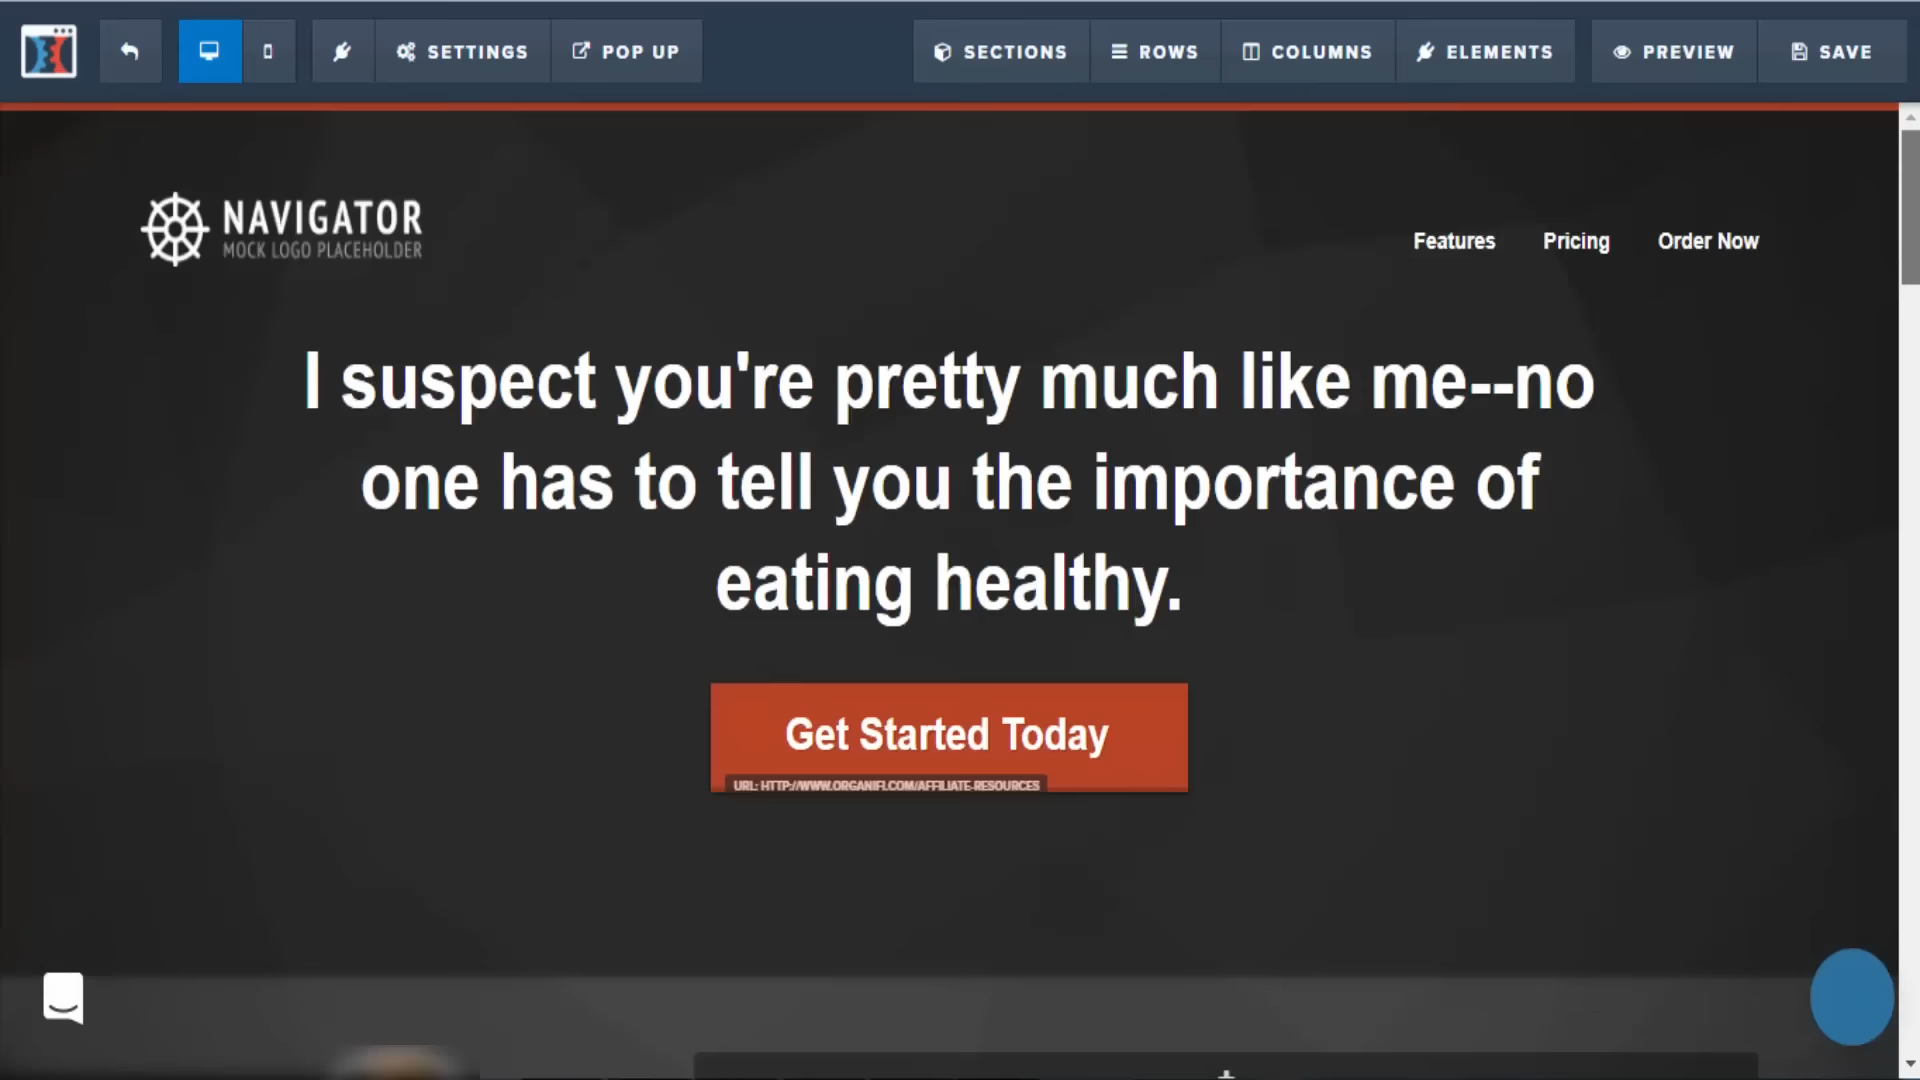 SETTINGS POP UP SECTIONS ROWS COLUMNS ELEMENTS PREVIEW SAVE
NAVIGATOR
MOCK LOGO PLACEHOLDER
Features Pricing Order Now
I suspect you're pretty much like me--no
one has to tell you the importance of
eating healthy.
Get Started Today
URL: HTTP://WWW.ORGANIFI.COM/AFFILIATE-RESOURCES